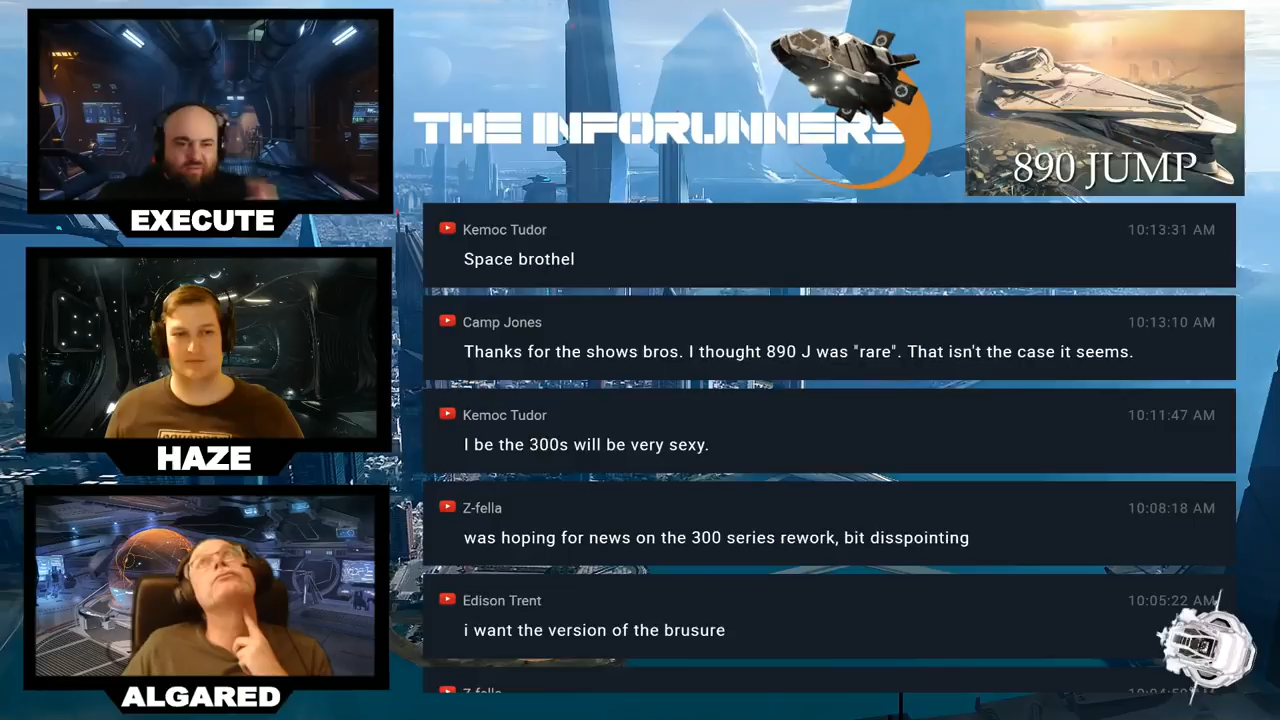 EXECUTE
HAZE
ALGARED
THE INFORUNNERS
890 JUMP
Kemoc Tudor 10:13:31 AM
Space brothel
Camp Jones 10:13:10 AM
Thanks for the shows bros. I thought 890 J was "rare". That isn't the case it seems.
Kemoc Tudor 10:11:47 AM
I be the 300s will be very sexy.
Z-fella 10:08:18 AM
was hoping for news on the 300 series rework, bit disspointing
Edison Trent 10:05:22 AM
i want the version of the brusure
Z-fella